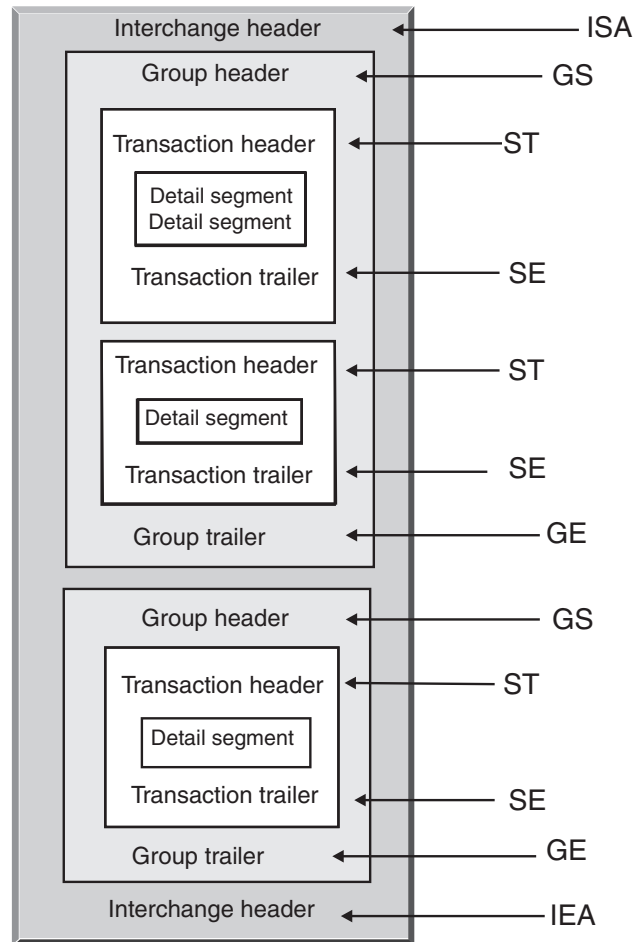 Interchange header ISA
Group header GS
Transaction header ST
Detail segment
Detail segment
Transaction trailer SE
Transaction header ST
Detail segment
Transaction trailer SE
Group trailer GE
Group header GS
Transaction header ST
Detail segment
Transaction trailer SE
Group trailer GE
Interchange header IEA